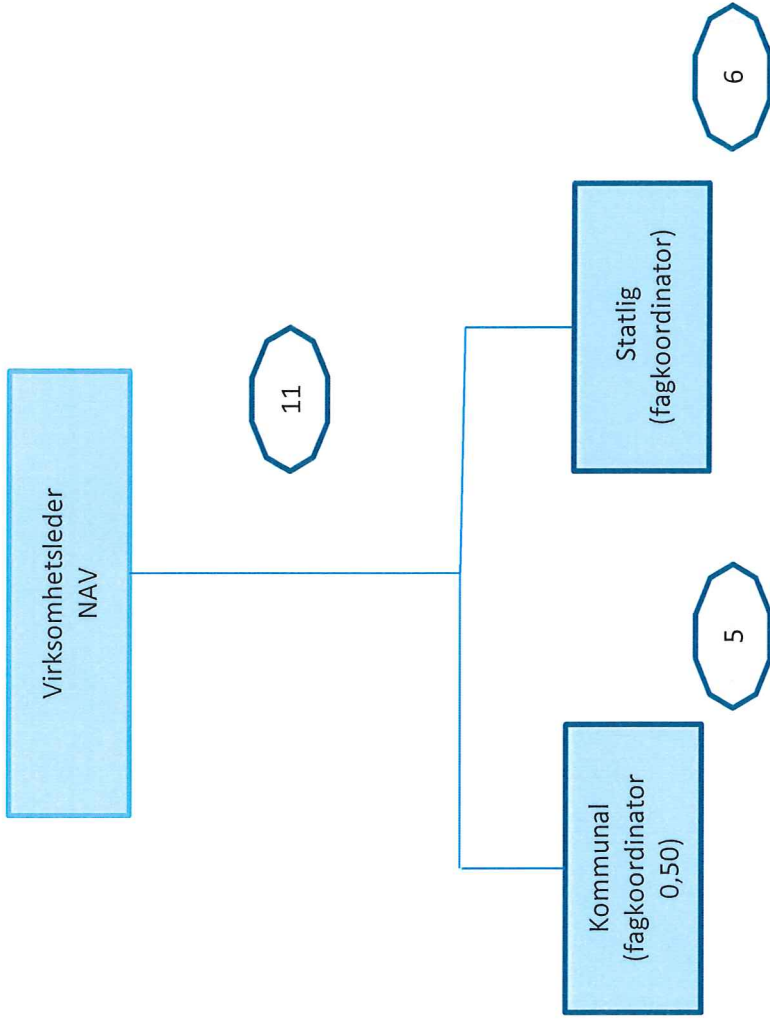 Virksomhetsleder
NAV
11
Kommunal
(fagkoordinator
0,50)
5
Statlig
(fagkoordinator)
6